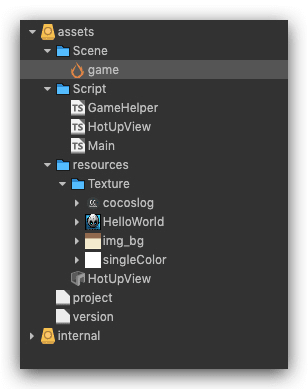 assets
Scene
game
Script
TS GameHelper
TS HotUpView
TS Main
resources
Texture
cocoslog
HelloWorld
img_bg
singleColor
HotUpView
project
version
internal